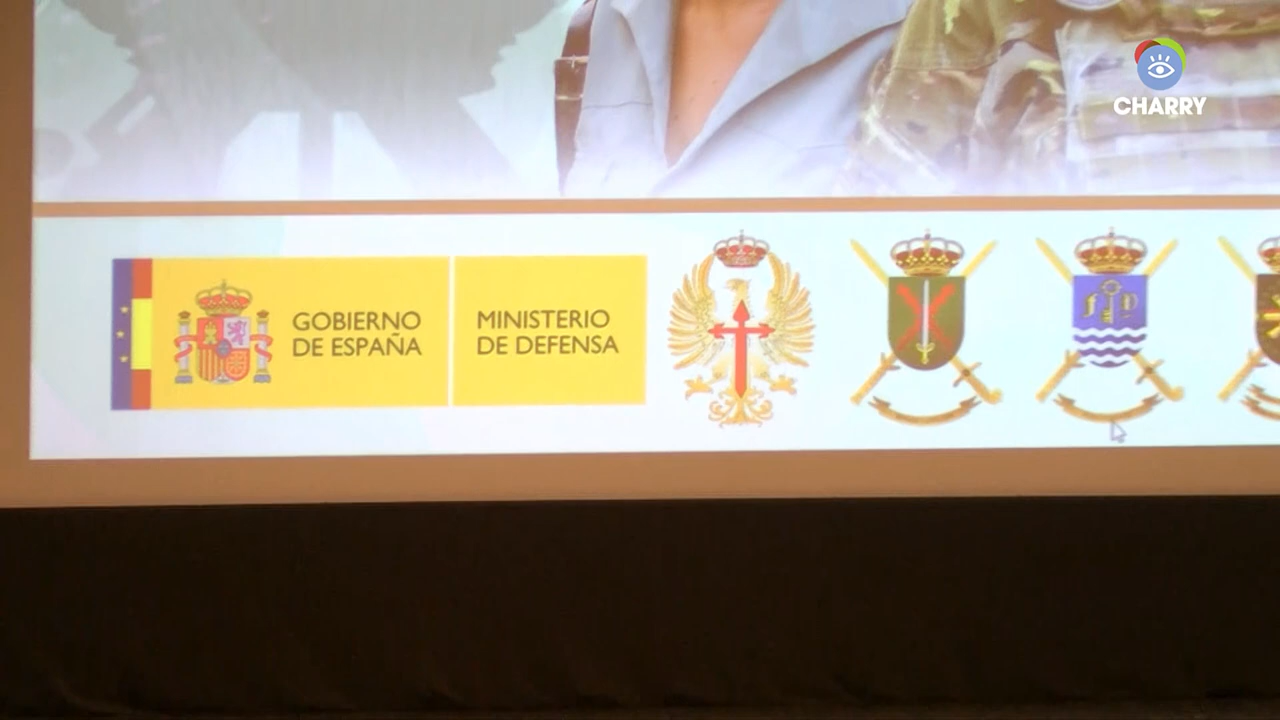 CHARRY
GOBIERNO
DE ESPAÑA
MINISTERIO
DE DEFENSA